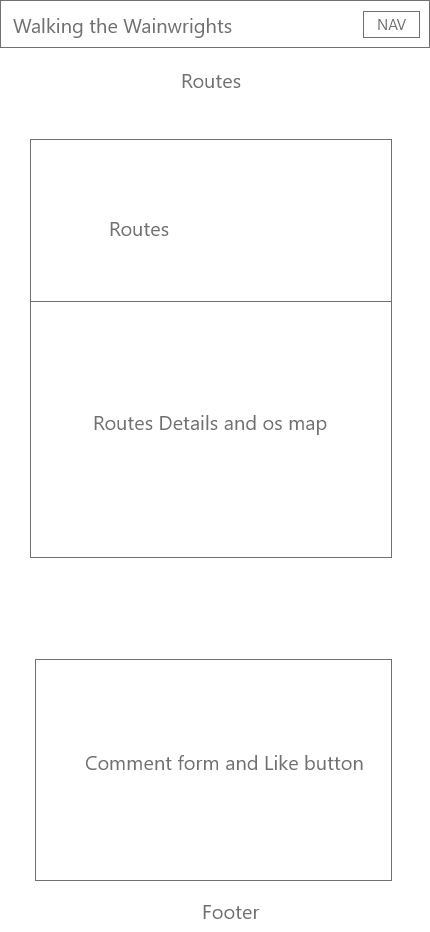 Walking the Wainwrights
NAV
Routes
Routes
Routes Details and os map
Comment form and Like button
Footer